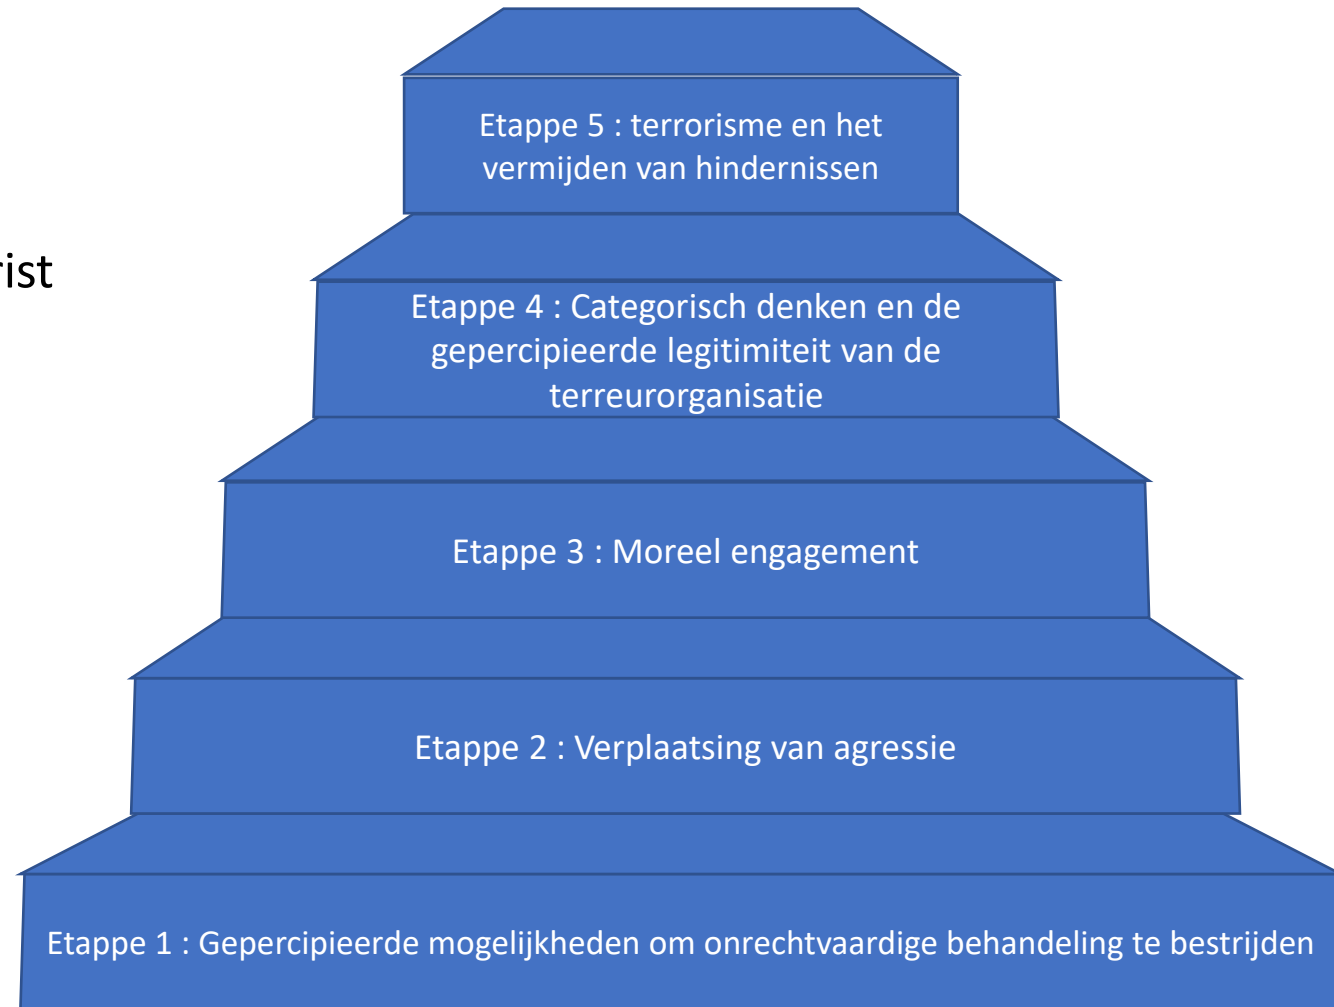 Etappe 5 : terrorisme en het
vermijden van hindernissen
rist
Etappe 4 : Categorisch denken en de
gepercipieerde legitimiteit van de
terreurorganisatie
Etappe 3 : Moreel engagement
Etappe 2 : Verplaatsing van agressie
Etappe 1 : Gepercipieerde mogelijkheden om onrechtvaardige behandeling te bestrijden